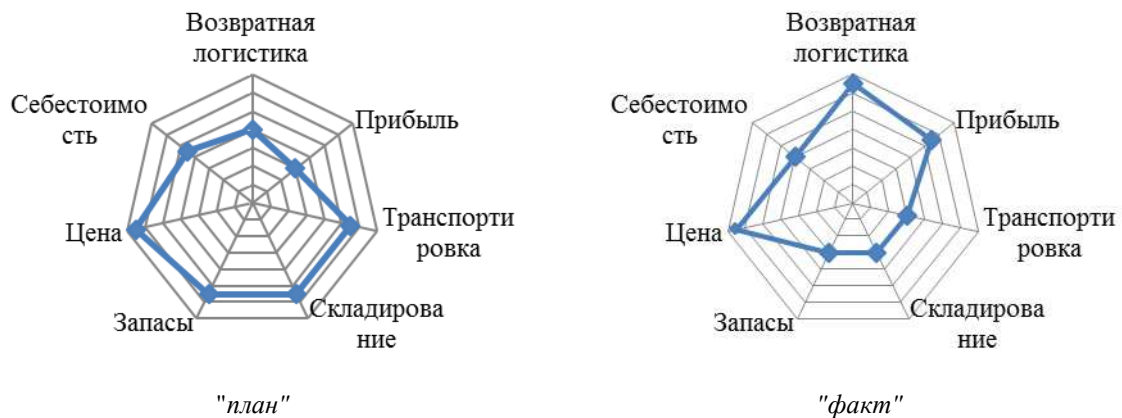 Возвратная
логистика
Себестоимо
сть
Прибыль
Цена
Транспорти
ровка
Запасы
Складирова
ние
"план"
Возвратная
логистика
Себестоимо
сть
Прибыль
Цена
Транспорти
ровка
Запасы
Складирова
ние
"факт"